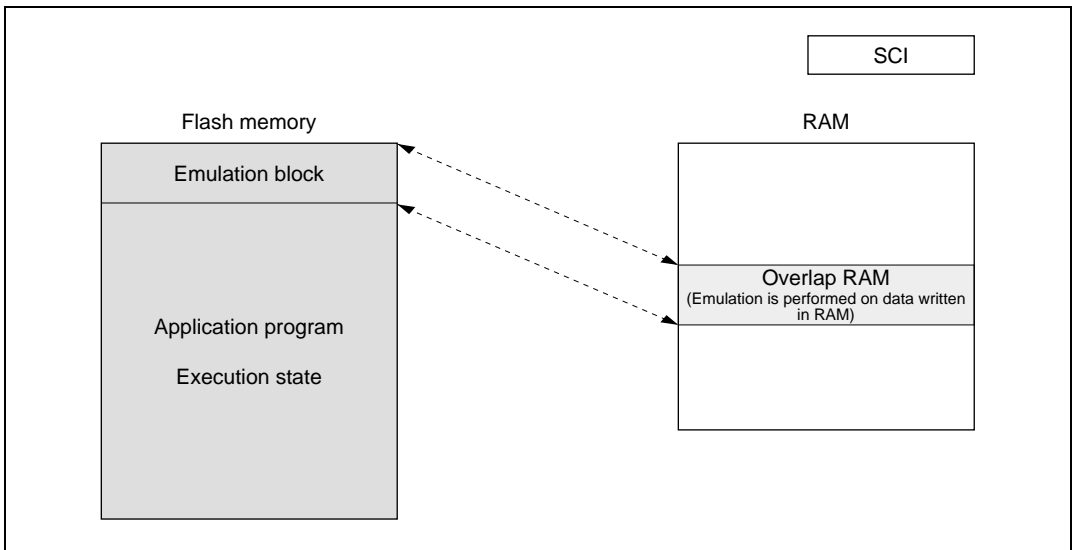 SCI
Flash memory
RAM
Emulation block
Overlap RAM
(Emulation is performed on data written
in RAM)
Application program
Execution state